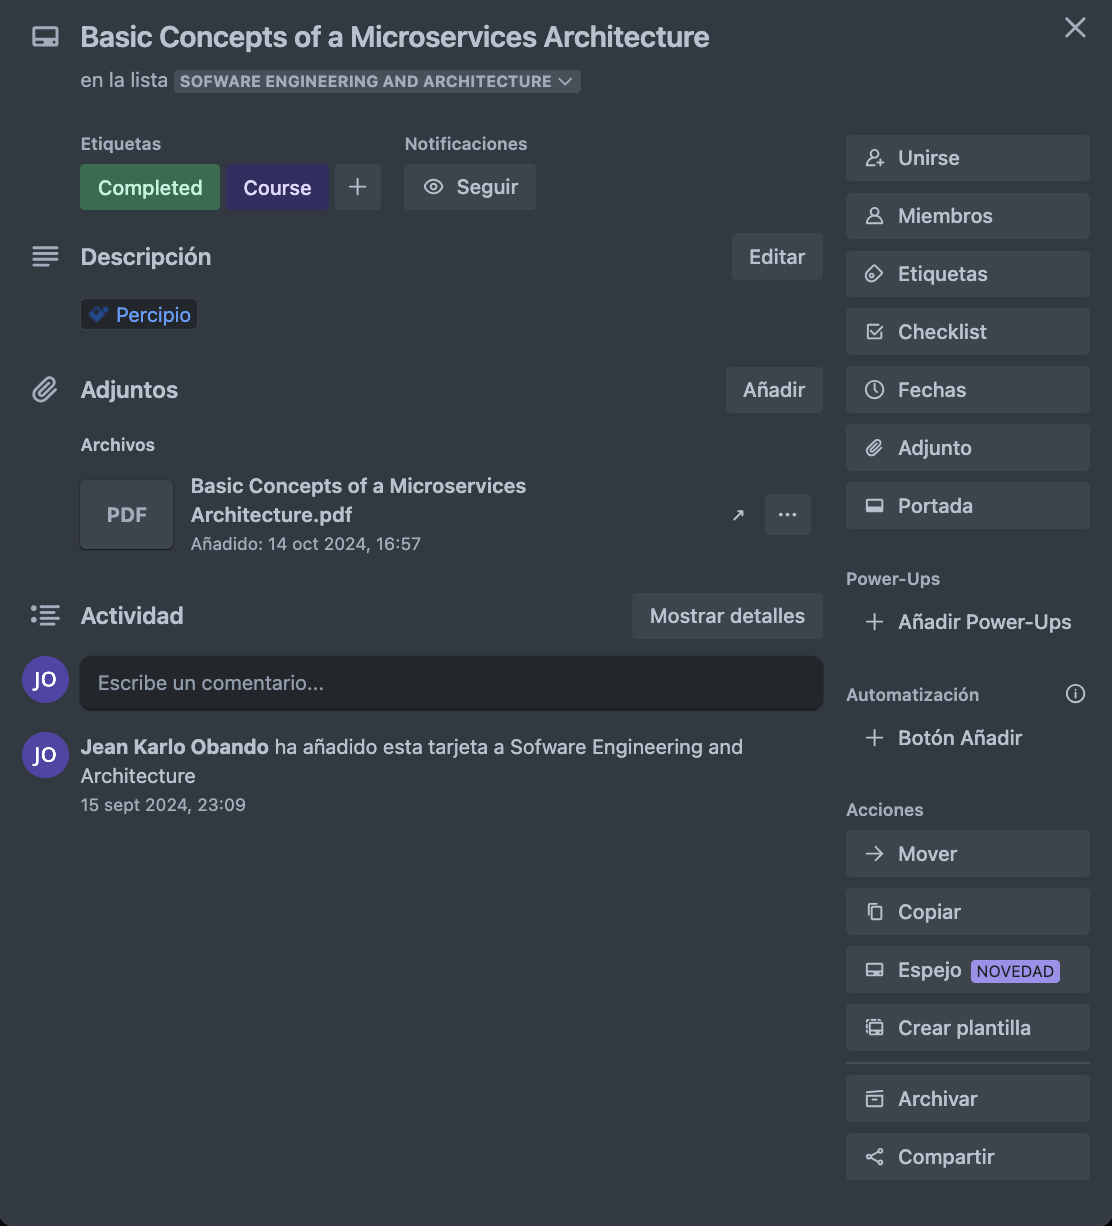 Basic Concepts of a Microservices Architecture
en la lista SOFWARE ENGINEERING AND ARCHITECTURE
Etiquetas
Notificaciones
Completed
Course
Seguir
Descripción
Editar
Percipio
Adjuntos
Añadir
Archivos
PDF
Basic Concepts of a Microservices
Architecture.pdf
Añadido: 14 oct 2024, 16:57
Actividad
Mostrar detalles
JO
Escribe un comentario...
JO
Jean Karlo Obando ha añadido esta tarjeta a Sofware Engineering and
Architecture
15 sept 2024, 23:09
Unirse
Miembros
Etiquetas
Checklist
Fechas
Adjunto
Portada
Power-Ups
Añadir Power-Ups
Automatización
Botón Añadir
Acciones
Mover
Copiar
Espejo NOVEDAD
Crear plantilla
Archivar
Compartir